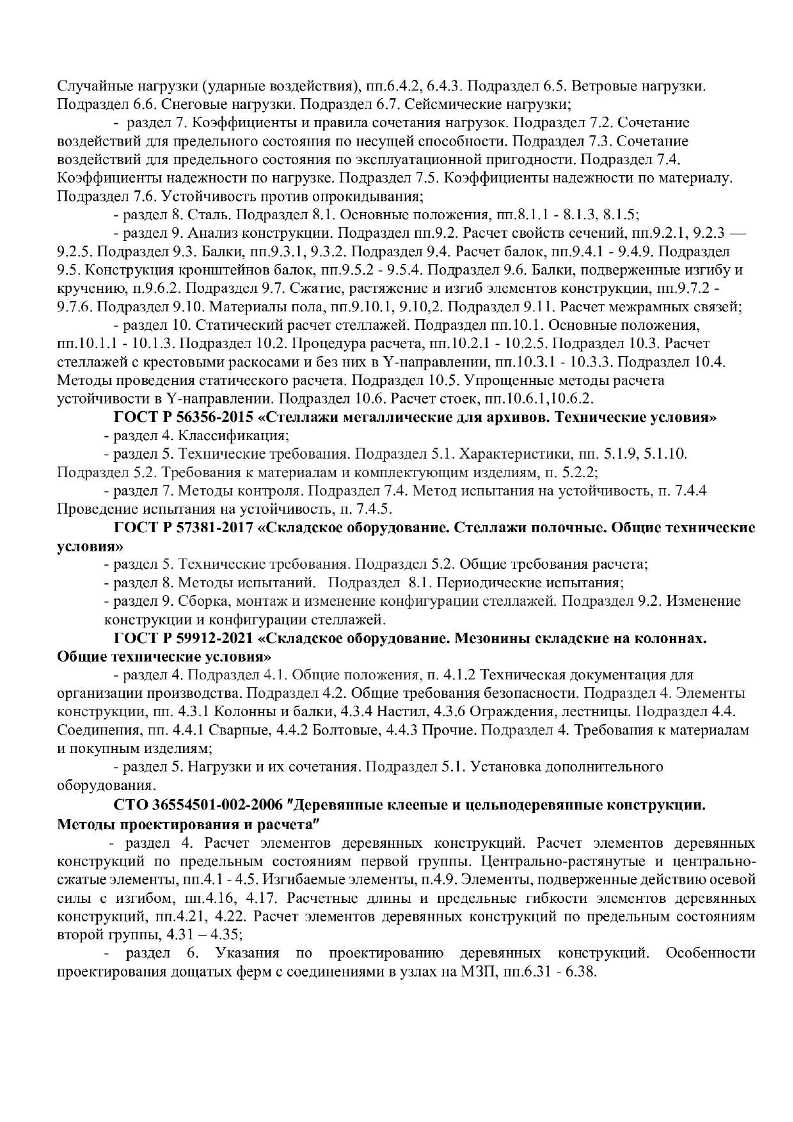 Случайные нагрузки (ударные воздействия), пп.6.4.2, 6.4.3. Подраздел 6.5. Ветровые нагрузки.
Подраздел 6.6. Снеговые нагрузки. Подраздел 6.7. Сейсмические нагрузки;
- раздел 7. Коэффициенты и правила сочетания нагрузок. Подраздел 7.2. Сочетание
воздействий для предельного состояния по несущей способности. Подраздел 7.3. Сочетание
воздействий для предельного состояния по эксплуатационной пригодности. Подраздел 7.4.
Коэффициенты надежности по нагрузке. Подраздел 7.5. Коэффициенты надежности по материалу.
Подраздел 7.6. Устойчивость против опрокидывания;
- раздел 8. Сталь. Подраздел 8.1. Основные положения, пп.8.1.1 - 8.1.3, 8.1.5;
- раздел 9. Анализ конструкции. Подраздел пп.9.2. Расчет свойств сечений, пп.9.2.1, 9.2.3 —
9.2.5. Подраздел 9.3. Балки, пп.9.3.1, 9.3.2. Подраздел 9.4. Расчет балок, пп.9.4.1 - 9.4.9. Подраздел
9.5. Конструкция кронштейнов балок, пп.9.5.2 - 9.5.4. Подраздел 9.6. Балки, подверженные изгибу и
кручению, п.9.6.2. Подраздел 9.7. Сжатие, растяжение и изгиб элементов конструкции, пп.9.7.2 -
9.7.6. Подраздел 9.10. Материалы пола, пп.9.10.1, 9.10,2. Подраздел 9.11. Расчет межрамных связей;
- раздел 10. Статический расчет стеллажей. Подраздел пп.10.1. Основные положения,
пп.10.1.1 - 10.1.3. Подраздел 10.2. Процедура расчета, пп.10.2.1 - 10.2.5. Подраздел 10.3. Расчет
стеллажей с крестовыми раскосами и без них в Y-направлении, пп.10.3.1 - 10.3.3. Подраздел 10.4.
Методы проведения статического расчета. Подраздел 10.5. Упрощенные методы расчета
устойчивости в Y-направлении. Подраздел 10.6. Расчет стоек, пп.10.6.1,10.6.2.
ГОСТ Р 56356-2015 «Стеллажи металлические для архивов. Технические условия»
- раздел 4. Классификация;
- раздел 5. Технические требования. Подраздел 5.1. Характеристики, пп. 5.1.9, 5.1.10.
Подраздел 5.2. Требования к материалам и комплектующим изделиям, п. 5.2.2;
- раздел 7. Методы контроля. Подраздел 7.4. Метод испытания на устойчивость, п. 7.4.4
Проведение испытания на устойчивость, п. 7.4.5.
ГОСТ Р 57381-2017 «Складское оборудование. Стеллажи полочные. Общие технические
условия»
- раздел 5. Технические требования. Подраздел 5.2. Общие требования расчета;
- раздел 8. Методы испытаний. Подраздел 8.1. Периодические испытания;
- раздел 9. Сборка, монтаж и изменение конфигурации стеллажей. Подраздел 9.2. Изменение
конструкции и конфигурации стеллажей.
ГОСТ Р 59912-2021 «Складское оборудование. Мезонины складские на колоннах.
Общие технические условия»
- раздел 4. Подраздел 4.1. Общие положения, п. 4.1.2 Техническая документация для
организации производства. Подраздел 4.2. Общие требования безопасности. Подраздел 4. Элементы
конструкции, пп. 4.3.1 Колонны и балки, 4.3.4 Настил, 4.3.6 Ограждения, лестницы. Подраздел 4.4.
Соединения, пп. 4.4.1 Сварные, 4.4.2 Болтовые, 4.4.3 Прочие. Подраздел 4. Требования к материалам
и покупным изделиям;
- раздел 5. Нагрузки и их сочетания. Подраздел 5.1. Установка дополнительного
оборудования.
СТО 36554501-002-2006 "Деревянные клееные и цельнодеревянные конструкции.
Методы проектирования и расчета"
- раздел 4. Расчет элементов деревянных конструкций. Расчет элементов деревянных
конструкций по предельным состояниям первой группы. Центрально-растянутые и центрально-
сжатые элементы, пп.4.1 - 4.5. Изгибаемые элементы, п.4.9. Элементы, подверженные действию осевой
силы с изгибом, пп.4.16, 4.17. Расчетные длины и предельные гибкости элементов деревянных
конструкций, пп.4.21, 4.22. Расчет элементов деревянных конструкций по предельным состояниям
второй группы, 4.31 – 4.35;
- раздел 6. Указания по проектированию деревянных конструкций. Особенности
проектирования дощатых ферм с соединениями в узлах на МЗП, пп.6.31 - 6.38.